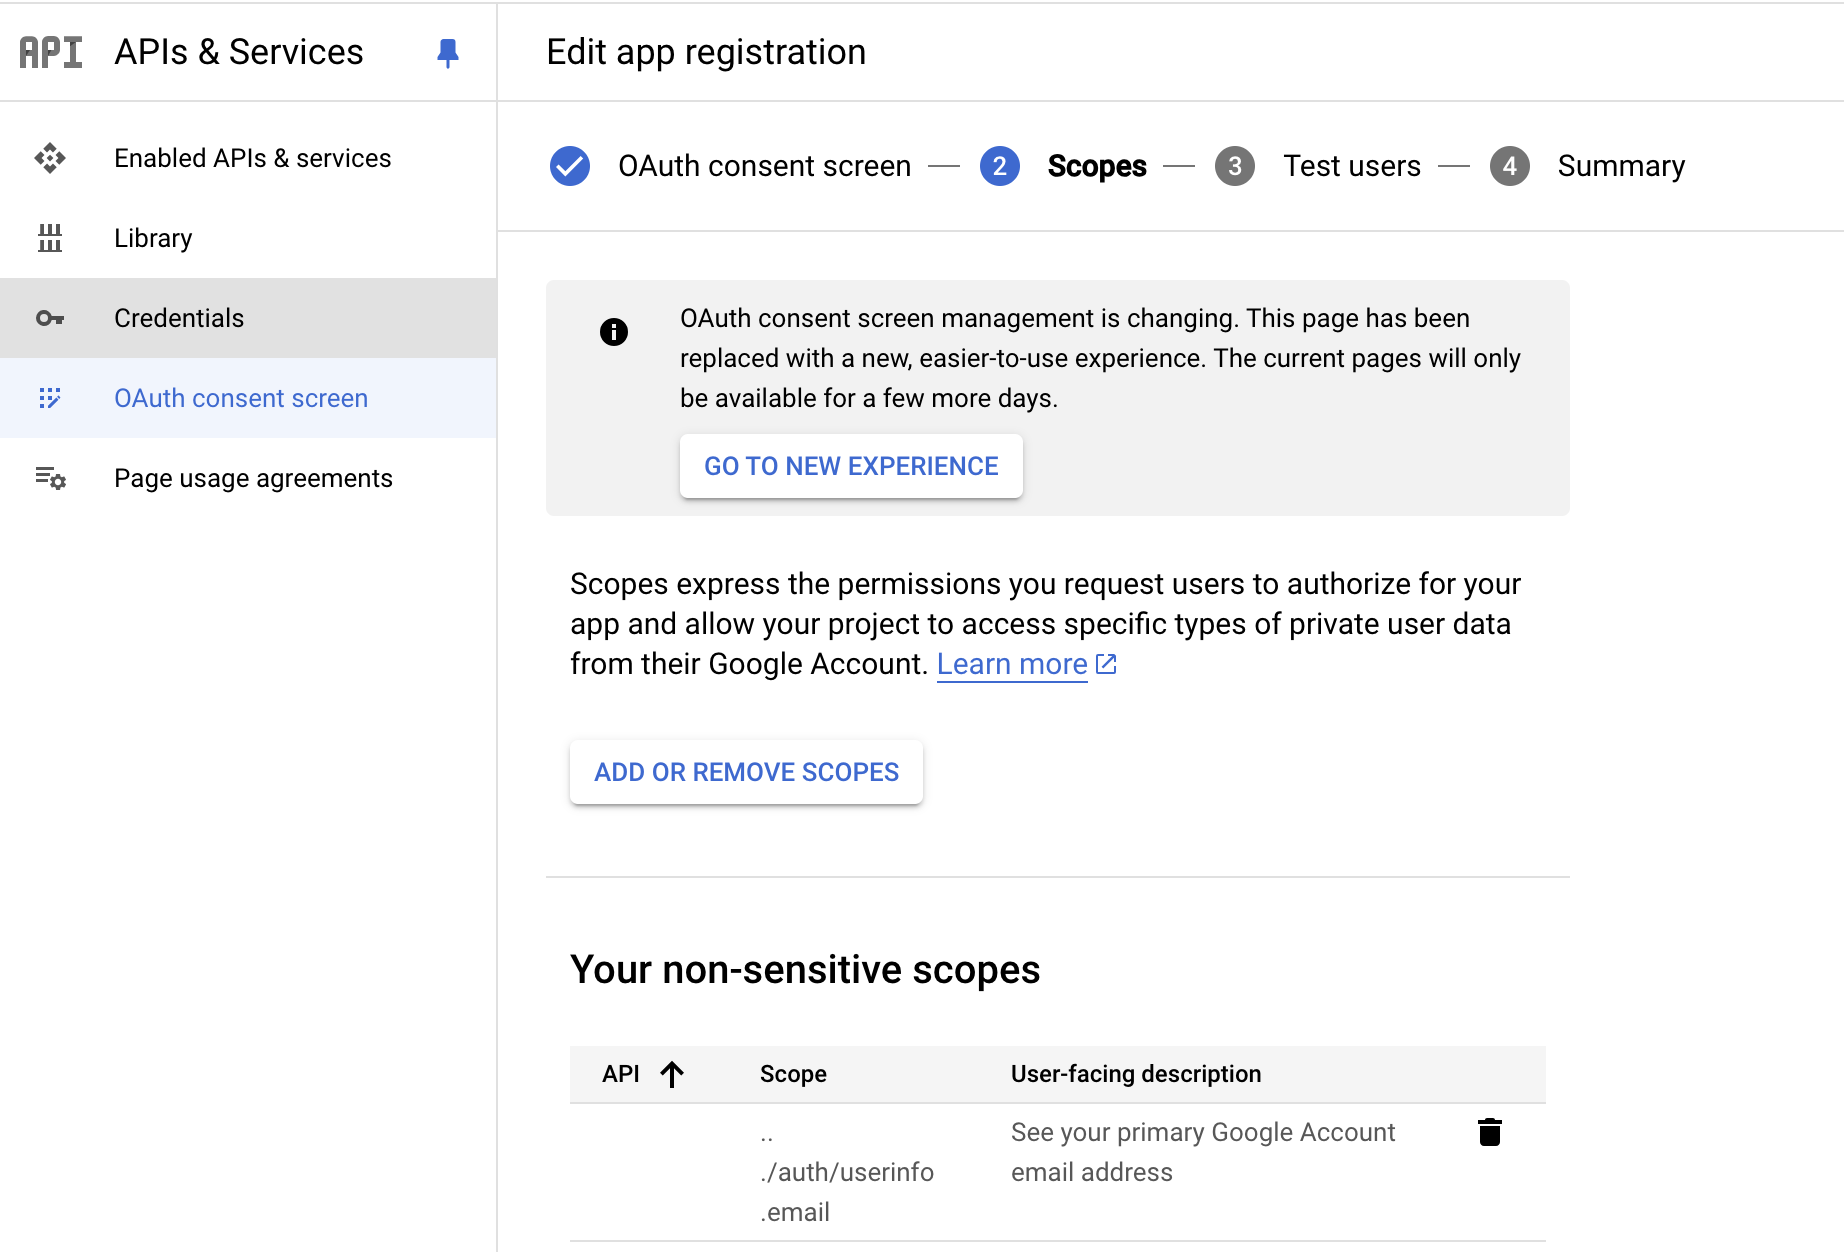 API APIs & Services
Edit app registration
Enabled APIs & services
Library
Credentials
OAuth consent screen
Page usage agreements
OAuth consent screen — 2 Scopes — 3 Test users — 4 Summary
OAuth consent screen management is changing. This page has been
replaced with a new, easier-to-use experience. The current pages will only
be available for a few more days.
GO TO NEW EXPERIENCE
Scopes express the permissions you request users to authorize for your
app and allow your project to access specific types of private user data
from their Google Account. Learn more
ADD OR REMOVE SCOPES
Your non-sensitive scopes
API Scope User-facing description
.. See your primary Google Account
./auth/userinfo email address
.email